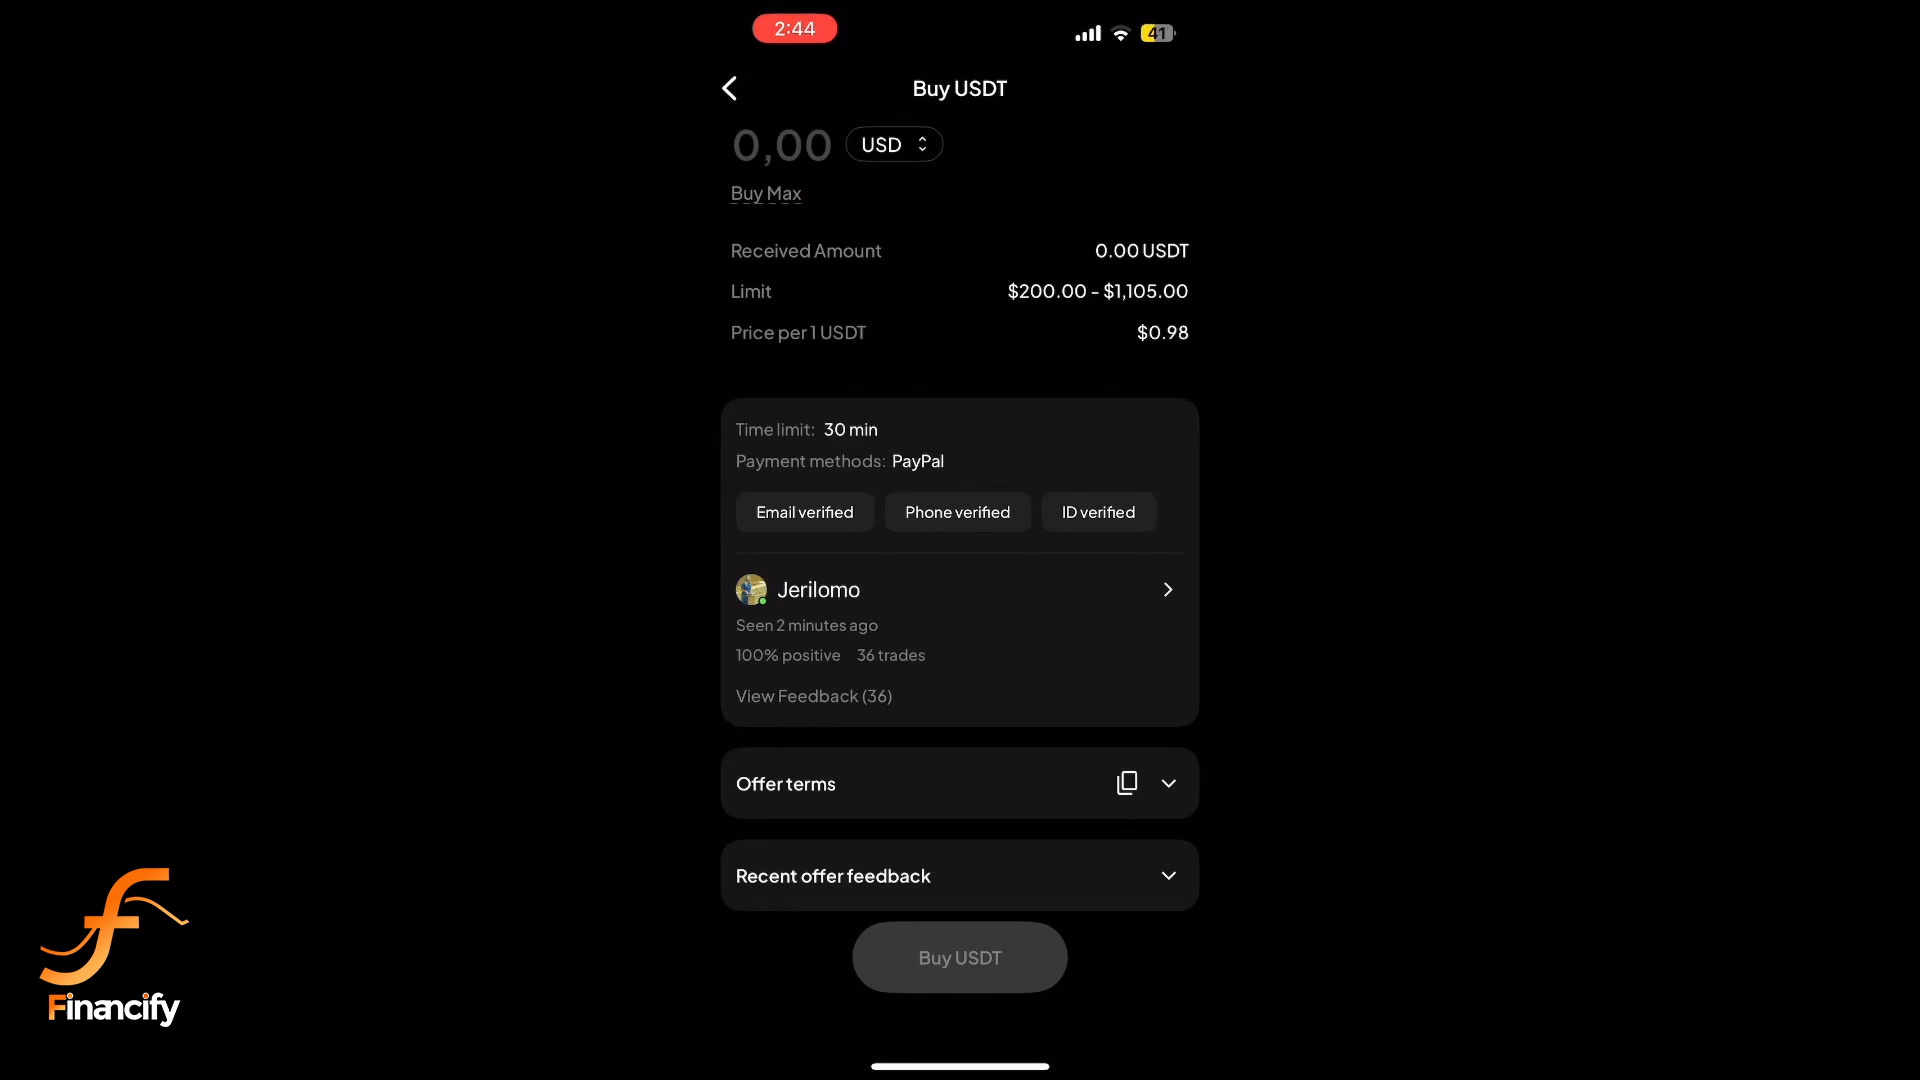 2:44
41
Buy USDT
0,00 USD
Buy Max
Received Amount 0.00 USDT
Limit $200.00 - $1,105.00
Price per 1 USDT $0.98
Time limit: 30 min
Payment methods: PayPal
Email verified Phone verified ID verified
Jerilomo
Seen 2 minutes ago
100% positive 36 trades
View Feedback (36)
Offer terms
Recent offer feedback
Buy USDT
Financify